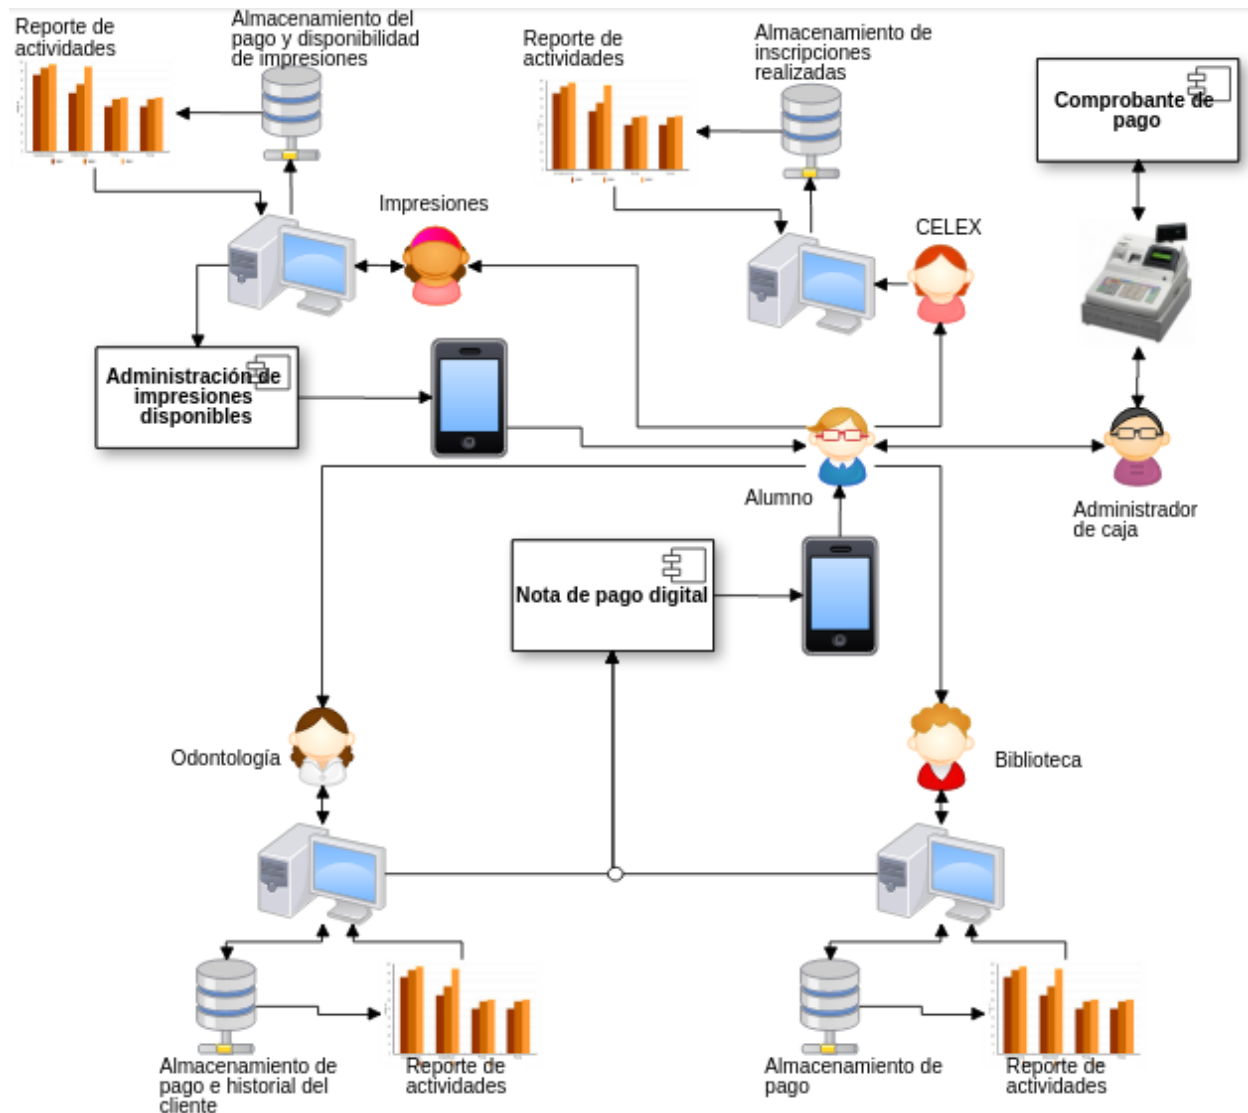 Reporte de
actividades
Almacenamiento del
pago y disponibilidad
de impresiones
Reporte de
actividades
Almacenamiento de
inscripciones
realizadas
Comprobante de
pago
Impresiones
CELEX
Administración de
impresiones
disponibles
Alumno
Administrador
de caja
Nota de pago digital
Odontología
Biblioteca
Almacenamiento de
pago e historial del
cliente
Reporte de
actividades
Almacenamiento de
pago
Reporte de
actividades